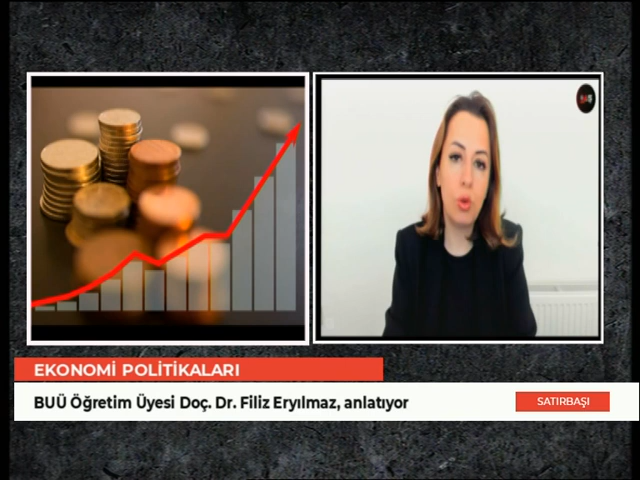 EKONOMİ POLİTİKALARI
BUÜ Öğretim Üyesi Doç. Dr. Filiz Eryılmaz, anlatıyor
SATIRBAŞI